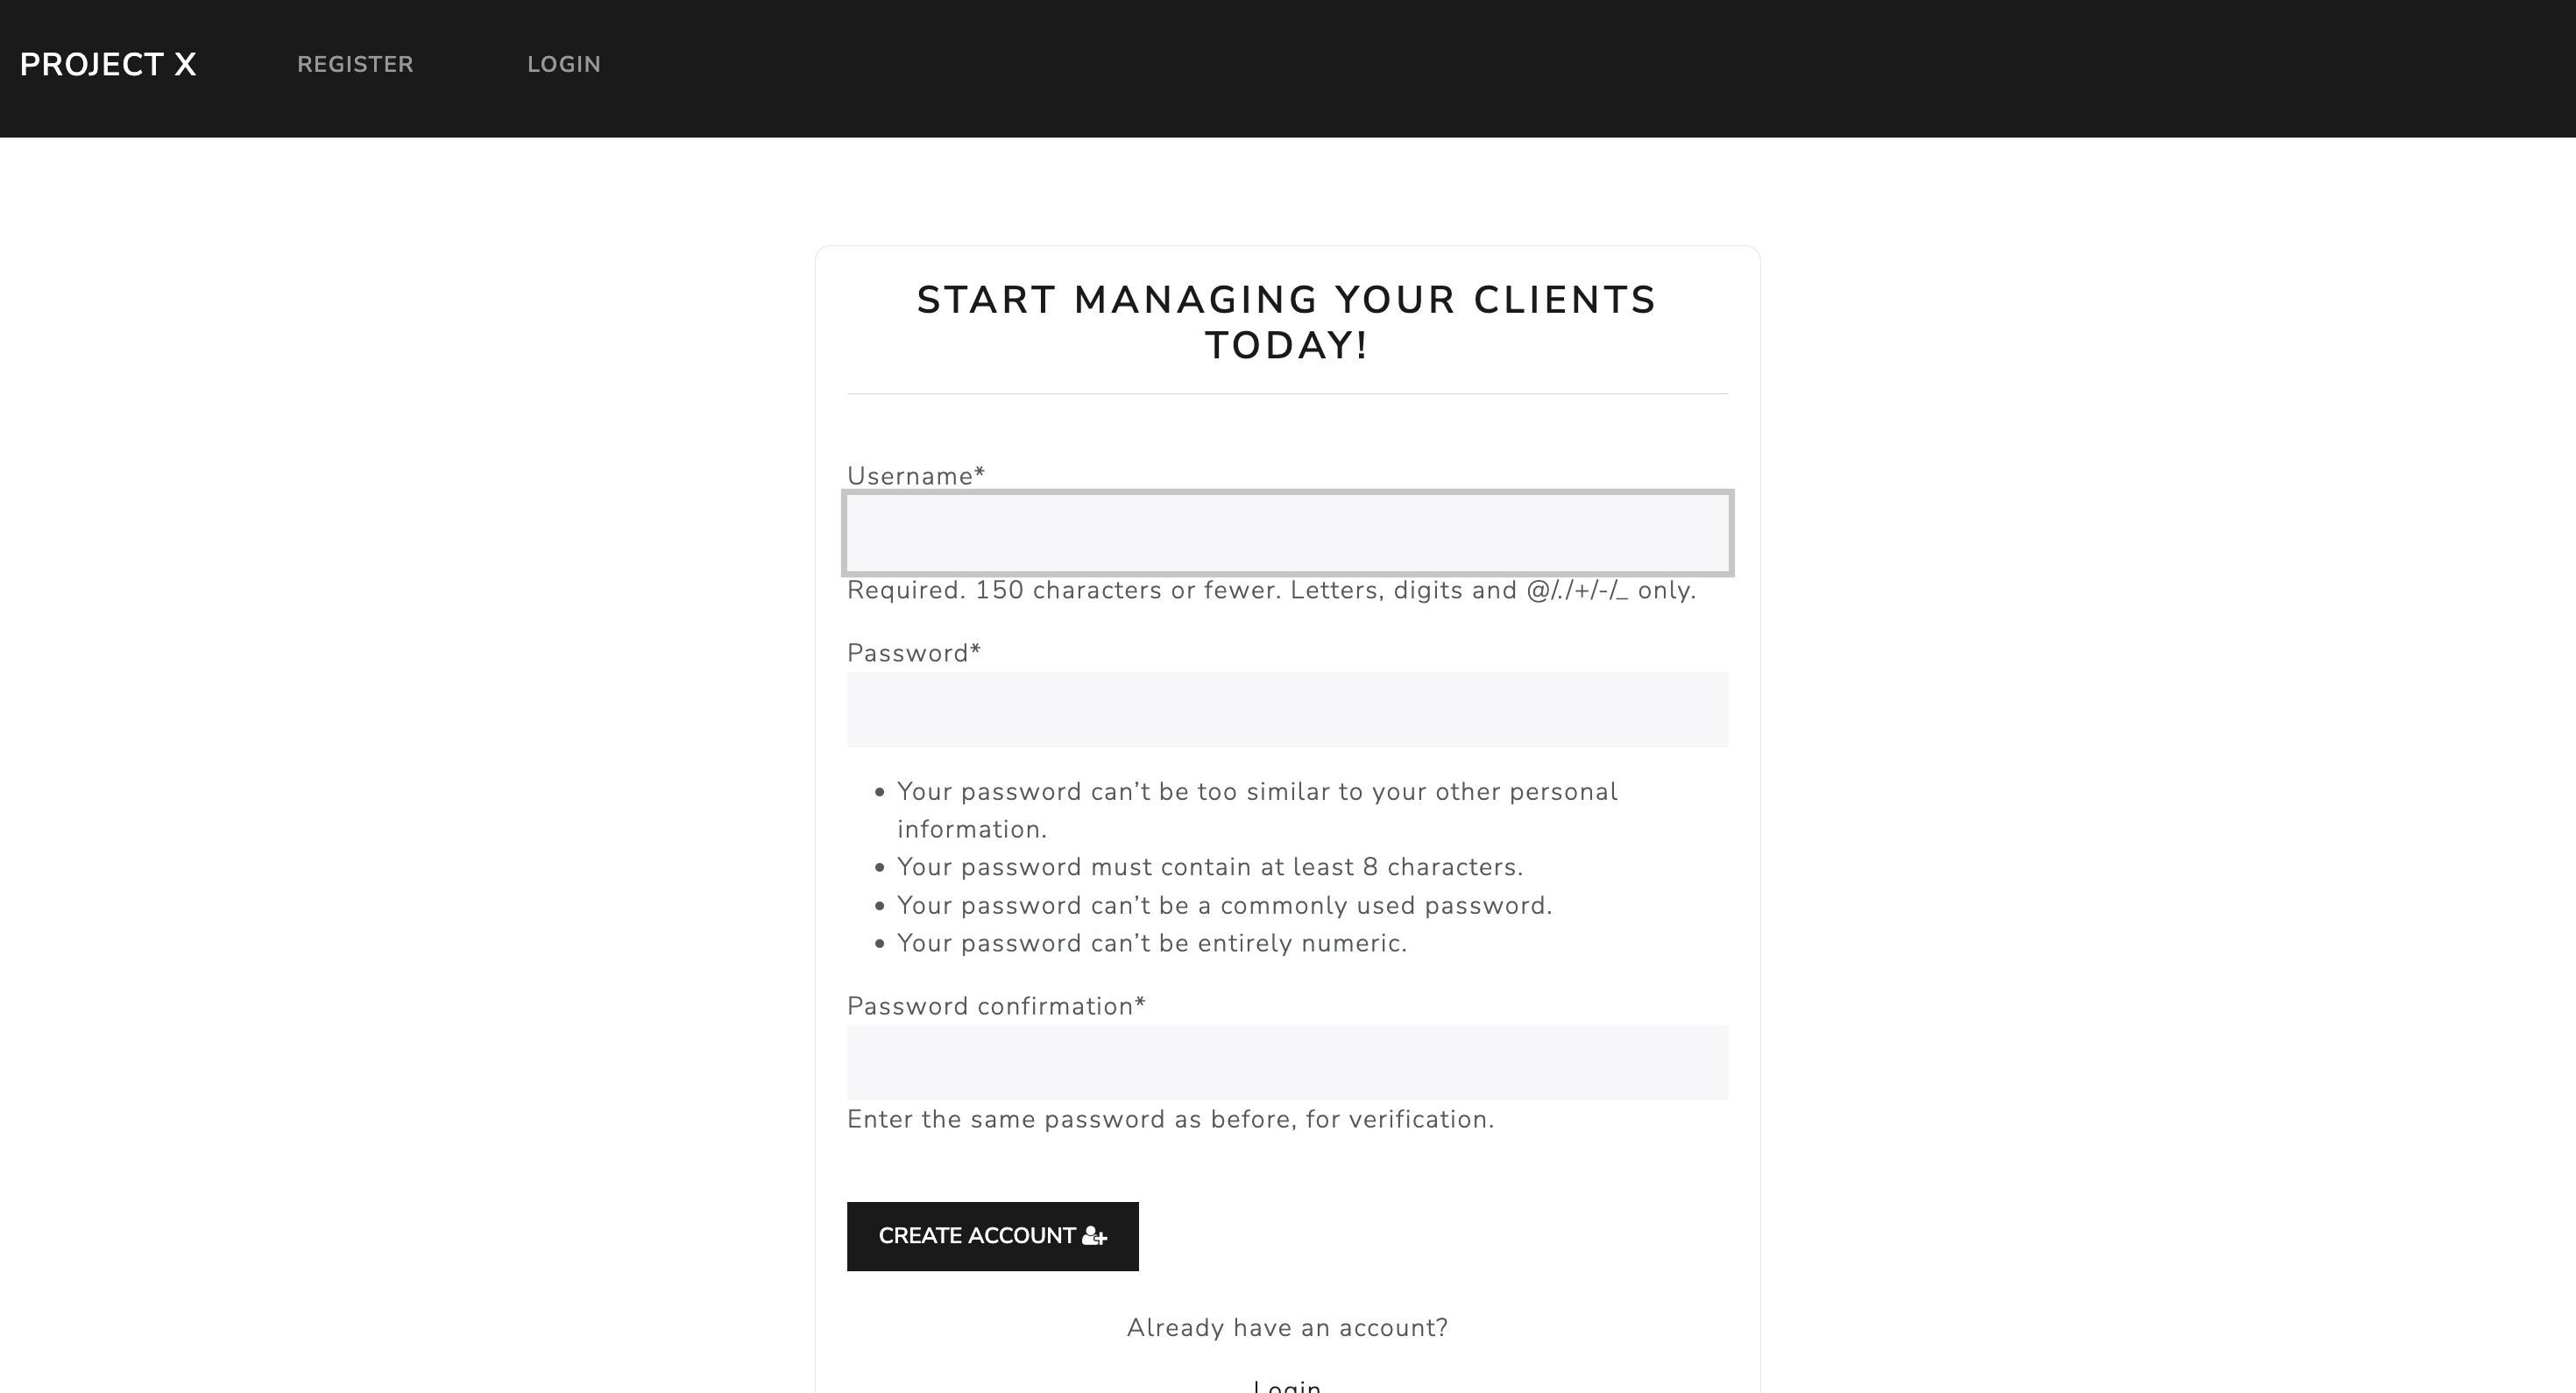 PROJECT X
REGISTER
LOGIN
START MANAGING YOUR CLIENTS
TODAY!
Username*
Required. 150 characters or fewer. Letters, digits and @/./+/-/_ only.
Password*
• Your password can’t be too similar to your other personal
information.
• Your password must contain at least 8 characters.
• Your password can’t be a commonly used password.
• Your password can’t be entirely numeric.
Password confirmation*
Enter the same password as before, for verification.
CREATE ACCOUNT
Already have an account?
Login